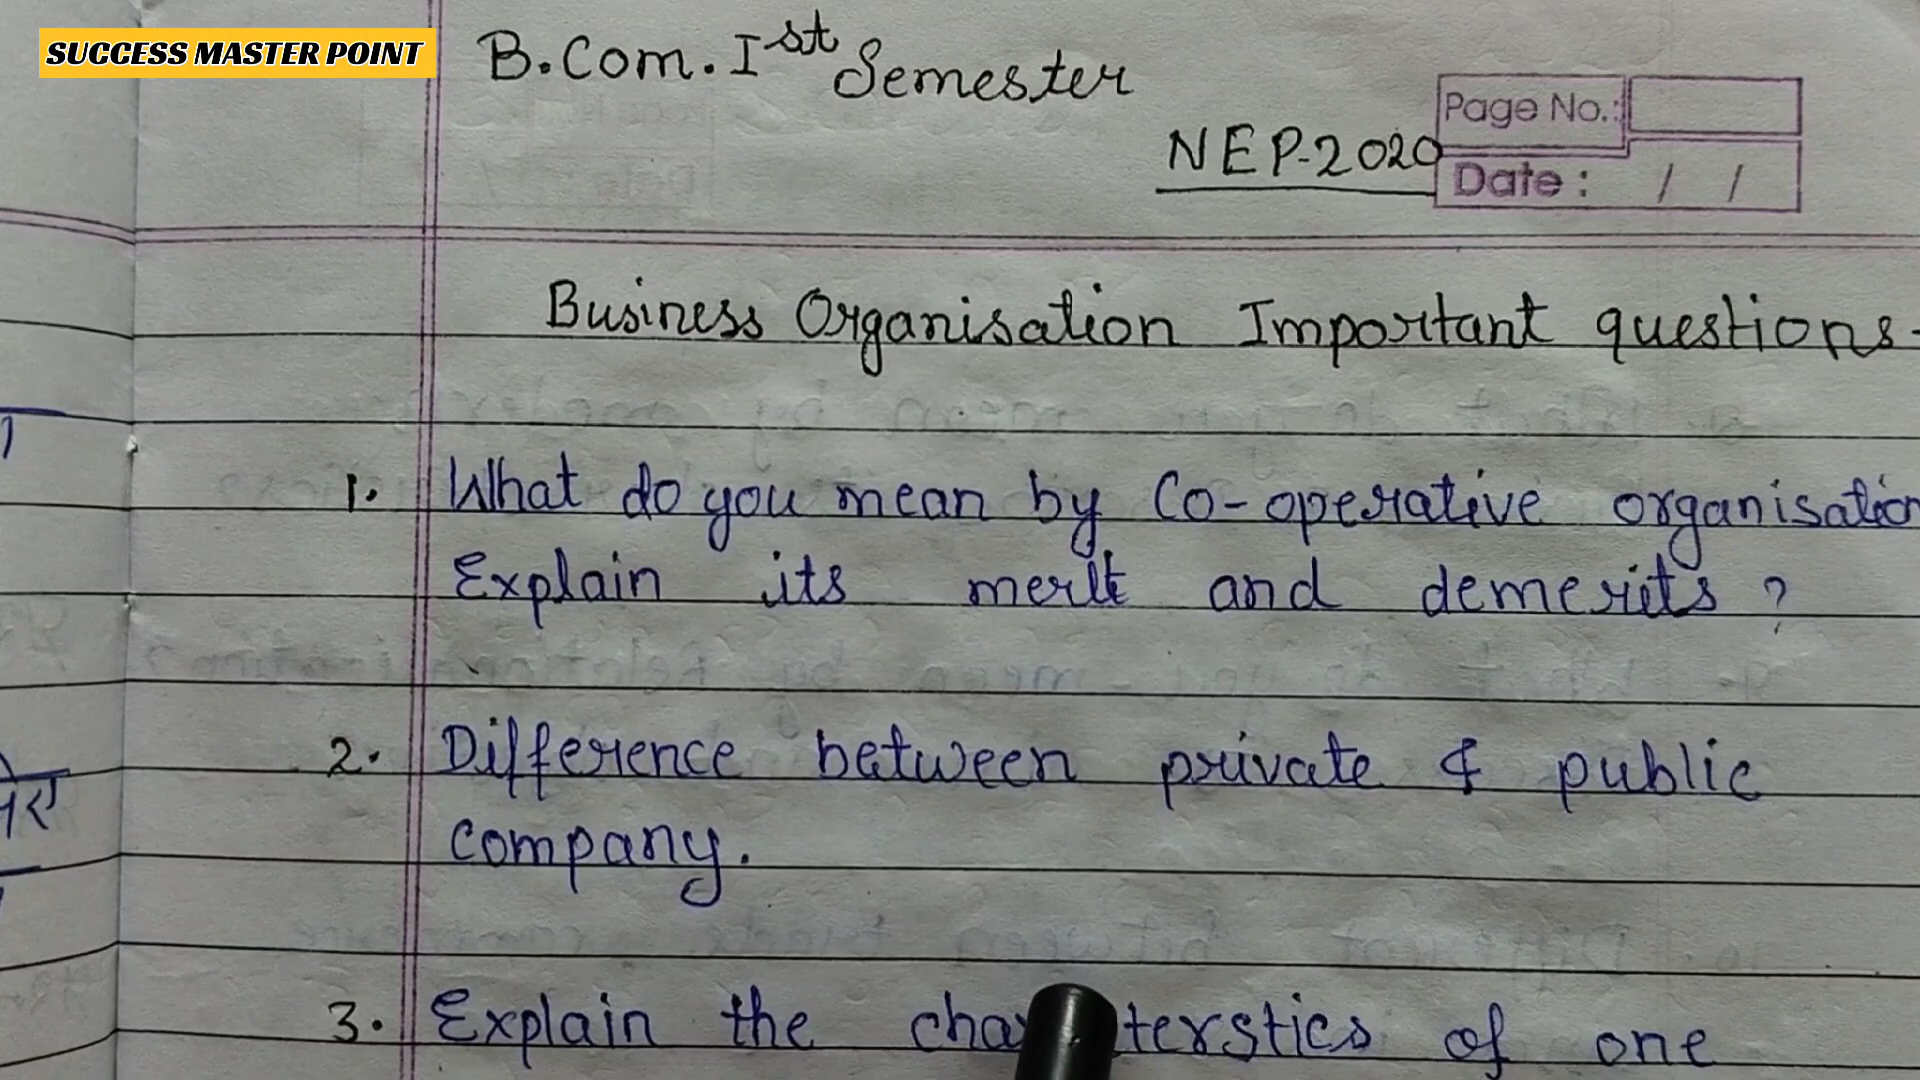 SUCCESS MASTER POINT
B.Com. Ist Semester
Page No.:
NEP-2020
Date : / /
Business Organisation Important questions-
1. What do you mean by Co-operative organisation
Explain its merit and demerits ?
2. Difference between private & public
company.
3. Explain the of one